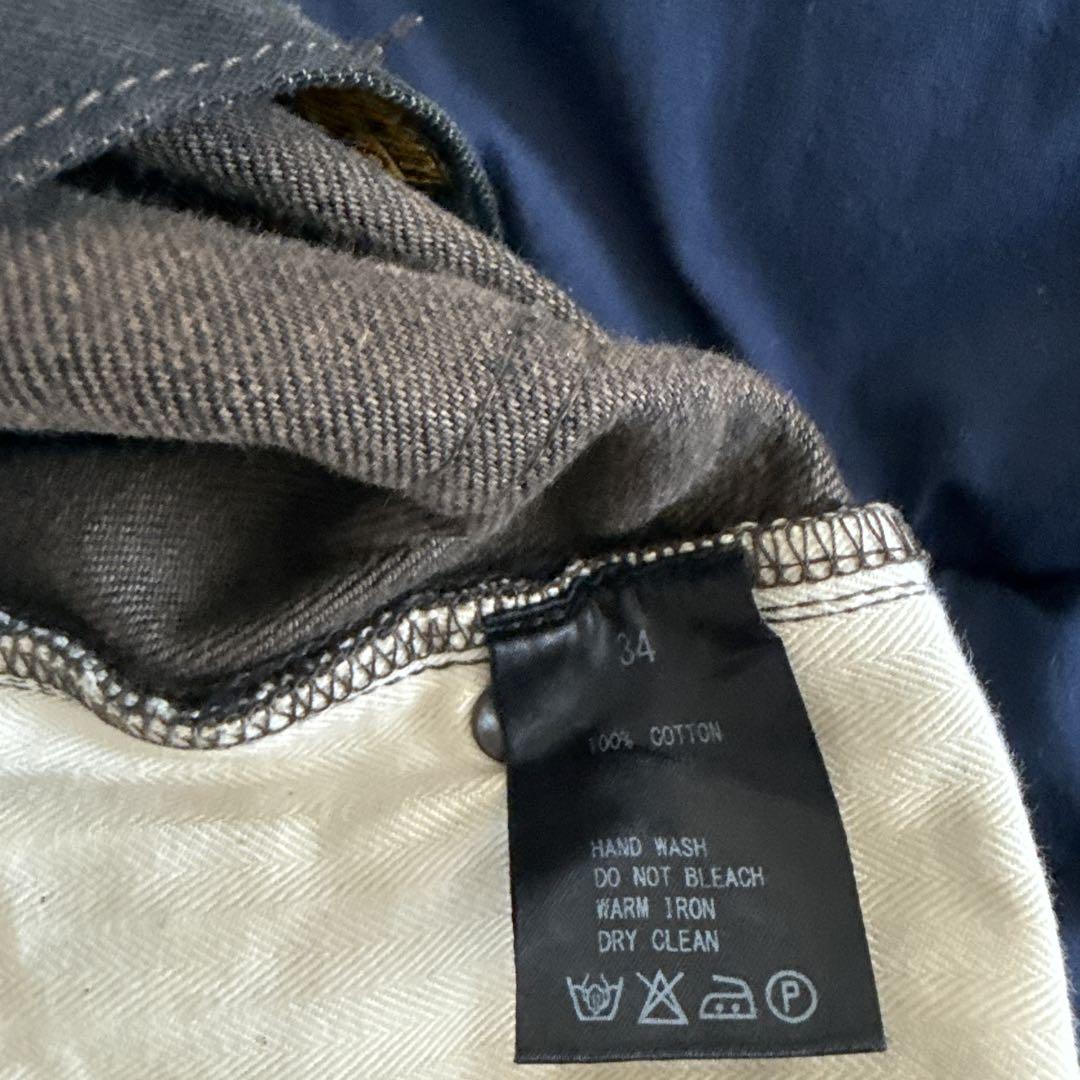 34
100% COTTON
HAND WASH
DO NOT BLEACH
WARM IRON
DRY CLEAN
P